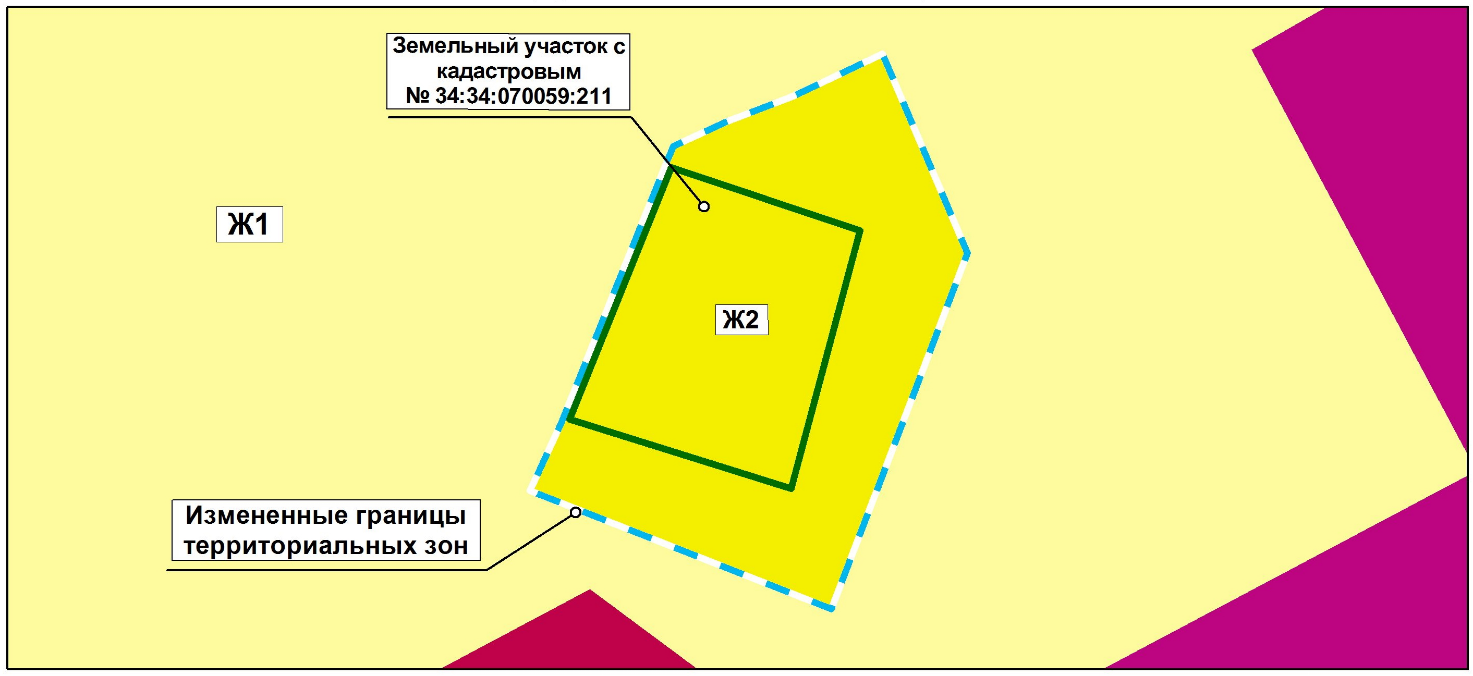 Земельный участок с
кадастровым
№ 34:34:070059:211
Ж1
Ж2
Измененные границы
территориальных зон